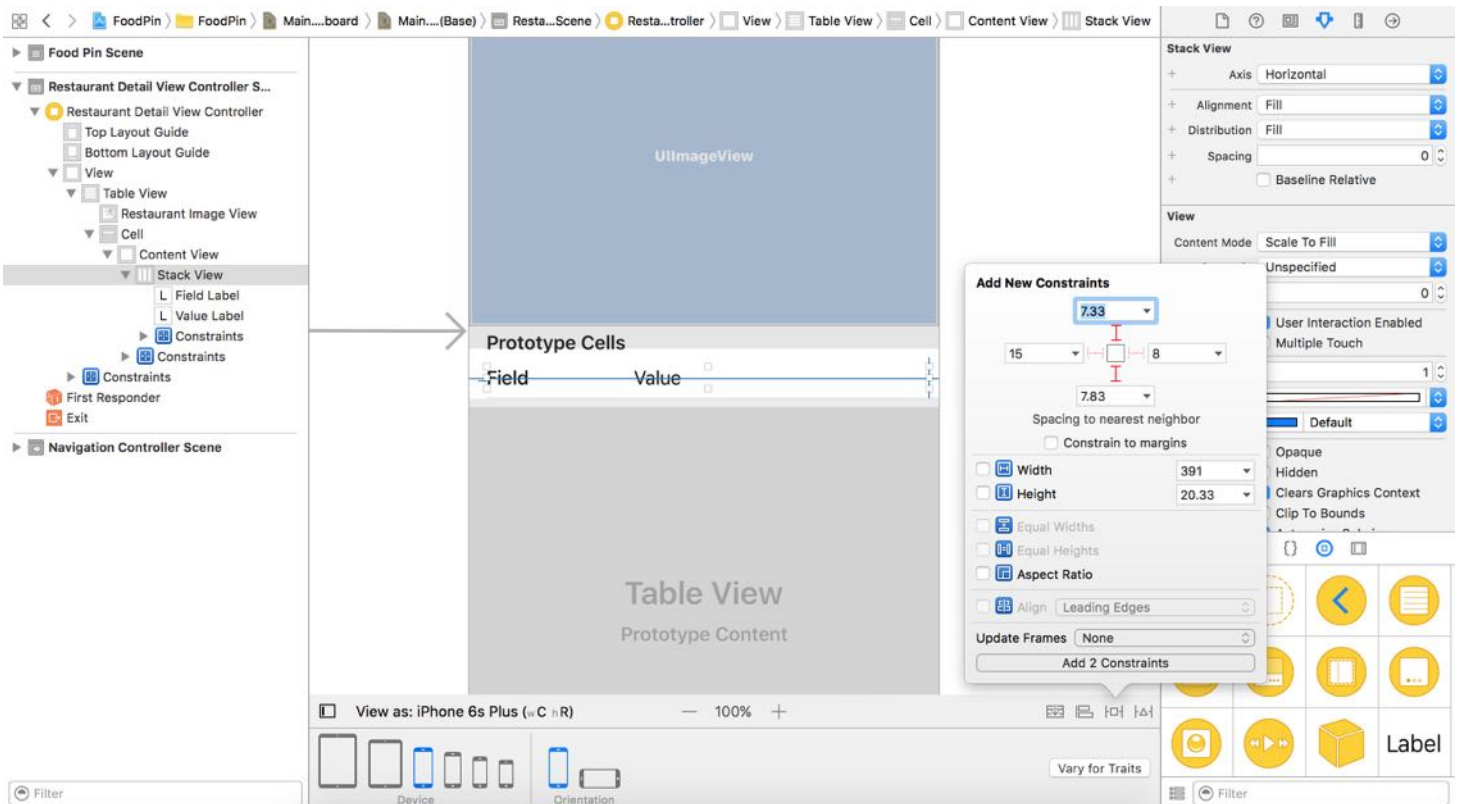 FoodPin FoodPin Main....board Main....(Base) Resta...Scene Resta...troller View Table View Cell Content View Stack View
Food Pin Scene
Restaurant Detail View Controller S...
Restaurant Detail View Controller
Top Layout Guide
Bottom Layout Guide
View
Table View
Restaurant Image View
Cell
Content View
Stack View
L Field Label
L Value Label
Constraints
Constraints
Constraints
First Responder
Exit
Navigation Controller Scene
Filter
UIImageView
Prototype Cells
Field Value
Table View
Prototype Content
View as: iPhone 6s Plus (wC hR) — 100% +
Device
Orientation
Vary for Traits
Add New Constraints
7.33
15 8
7.83
Spacing to nearest neighbor
Constrain to margins
Width 391
Height 20.33
Equal Widths
Equal Heights
Aspect Ratio
Align Leading Edges
Update Frames None
Add 2 Constraints
Stack View
+ Axis Horizontal
+ Alignment Fill
+ Distribution Fill
+ Spacing 0
+ Baseline Relative
View
Content Mode Scale To Fill
Unspecified
0
User Interaction Enabled
Multiple Touch
1
Default
Opaque
Hidden
Clears Graphics Context
Clip To Bounds
{}
Label
Filter